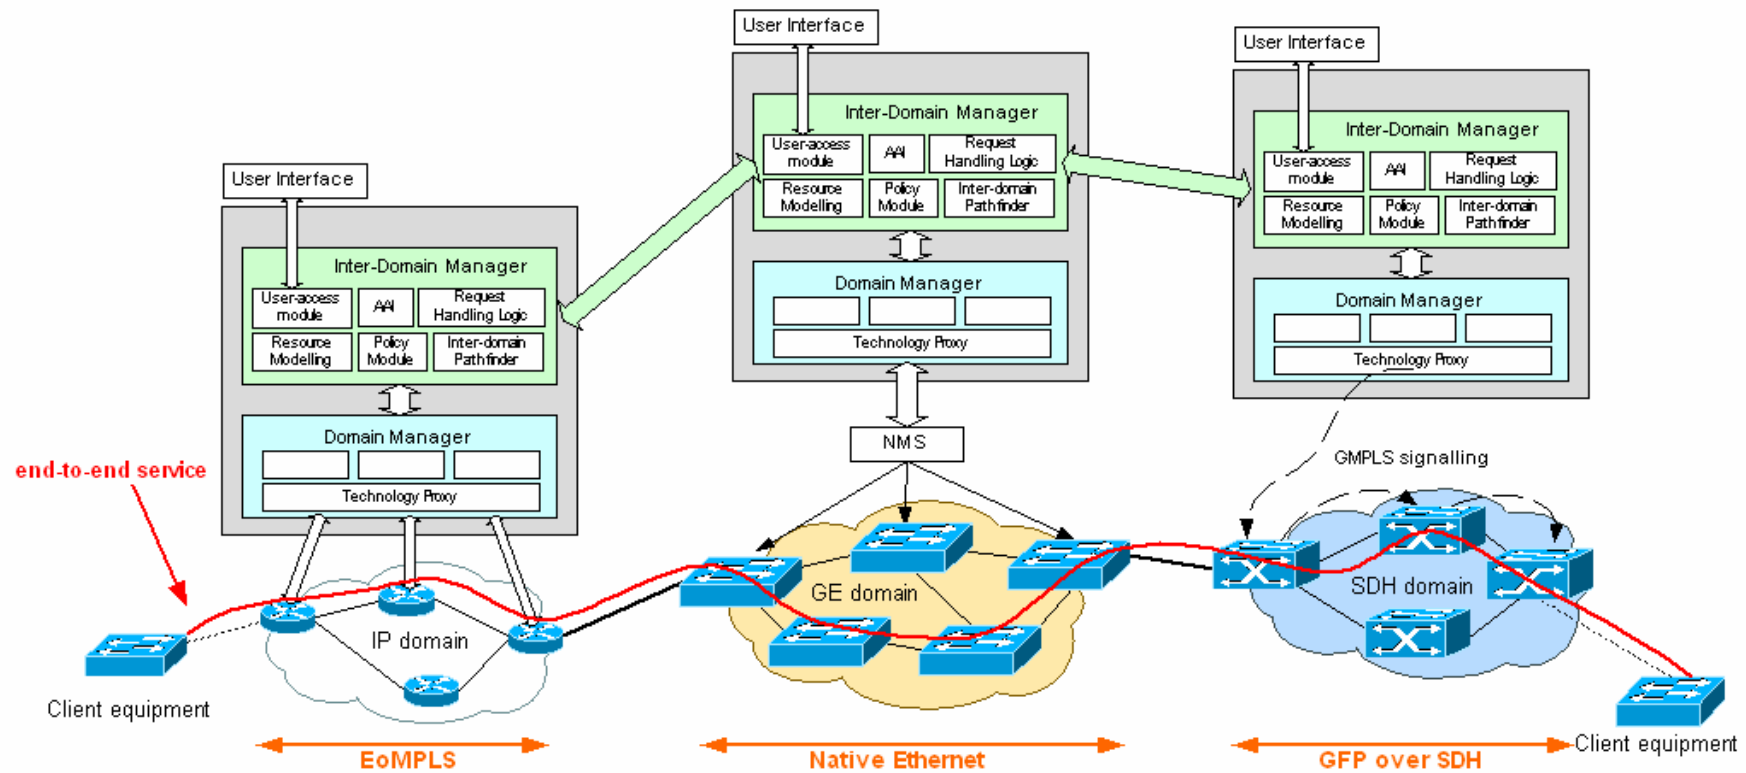 User Interface
Inter-Domain Manager
User-access
module
AAI
Request
Handling Logic
Resource
Modelling
Policy
Module
Inter-domain
Pathfinder
Domain Manager
Technology Proxy
User Interface
Inter-Domain Manager
User-access
module
AAI
Request
Handling Logic
Resource
Modelling
Policy
Module
Inter-domain
Pathfinder
Domain Manager
Technology Proxy
NMS
User Interface
Inter-Domain Manager
User-access
module
AAI
Request
Handling Logic
Resource
Modelling
Policy
Module
Inter-domain
Pathfinder
Domain Manager
Technology Proxy
GMPLS signalling
end-to-end service
IP domain
GE domain
SDH domain
Client equipment
Client equipment
EoMPLS
Native Ethernet
GFP over SDH